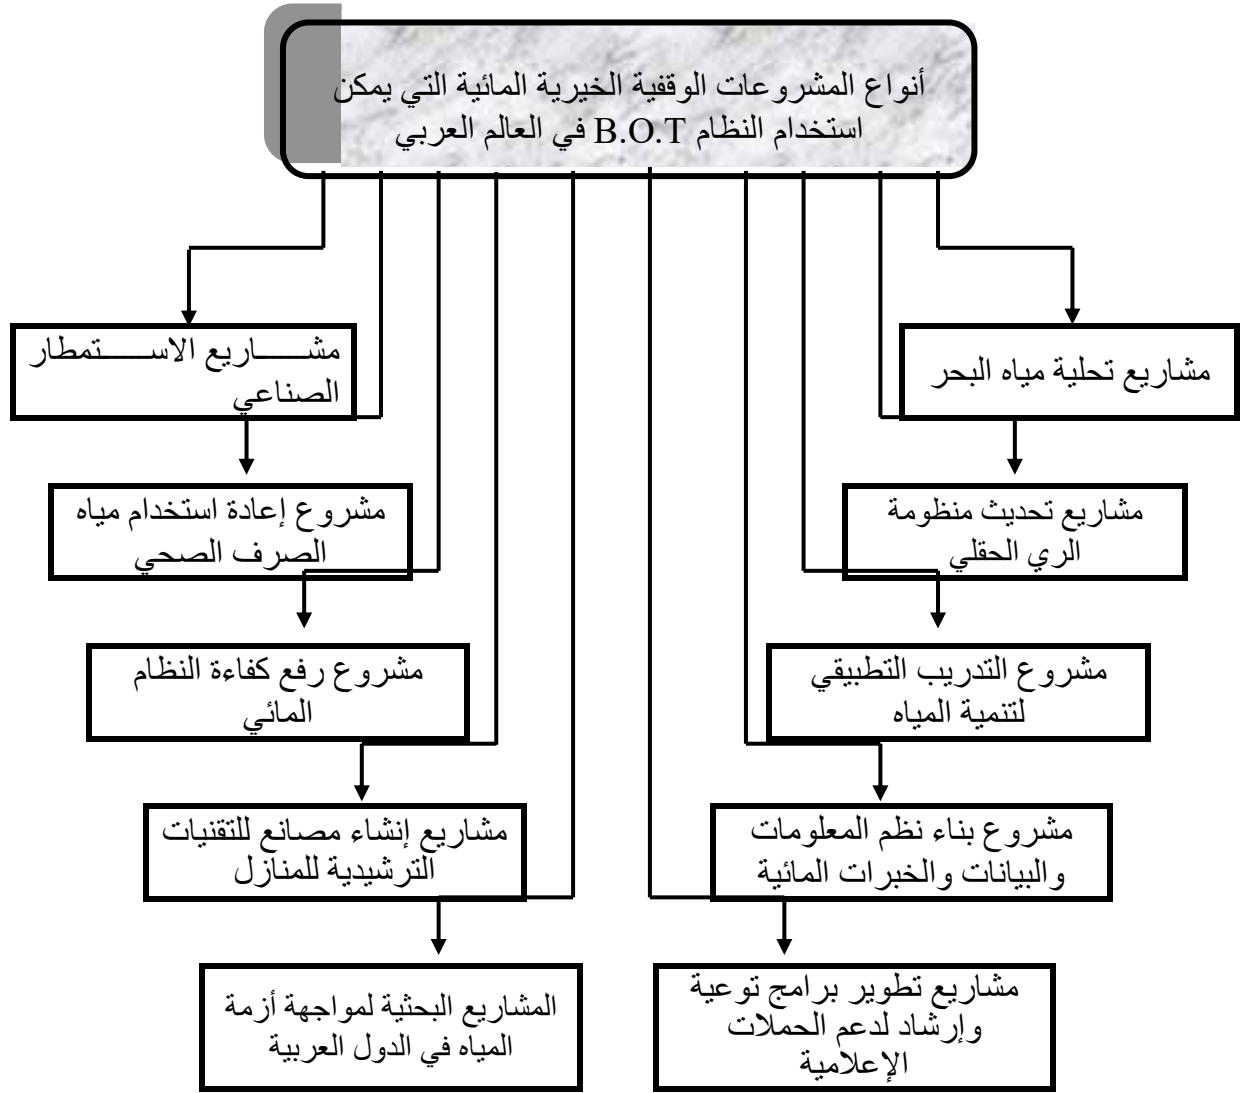 أنواع المشروعات الوقفية الخيرية المائية التي يمكن
استخدام النظام B.O.T في العالم العربي
مشاريع تحلية مياه البحر
مشاريع الاستمطار
الصناعي
مشاريع تحديث منظومة
الري الحقلي
مشروع إعادة استخدام مياه
الصرف الصحي
مشروع التدريب التطبيقي
لتنمية المياه
مشروع رفع كفاءة النظام
المائي
مشروع بناء نظم المعلومات
والبيانات والخبرات المائية
مشاريع إنشاء مصانع للتقنيات
الترشيدية للمنازل
مشاريع تطوير برامج توعية
وإرشاد لدعم الحملات
الإعلامية
المشاريع البحثية لمواجهة أزمة
المياه في الدول العربية